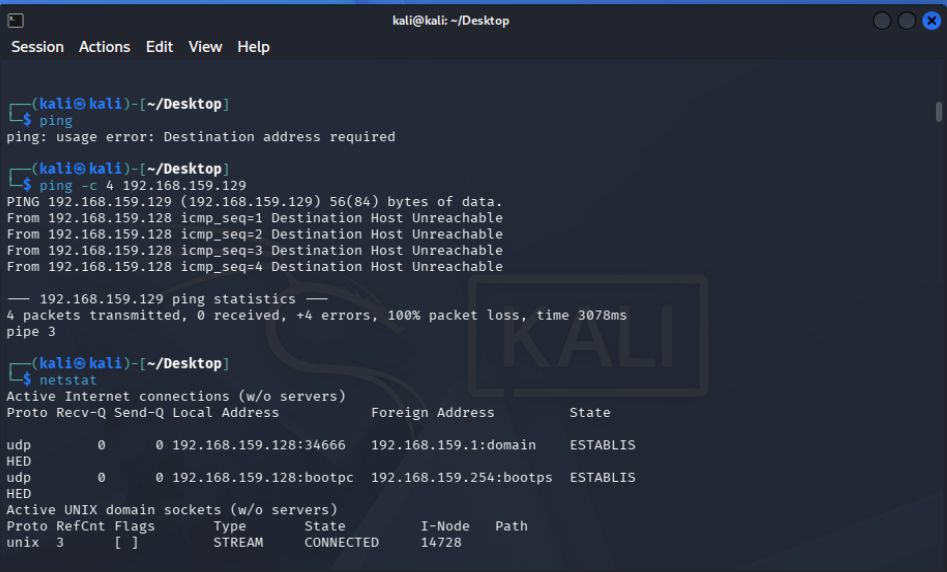 kali@kali: ~/Desktop
Session Actions Edit View Help
┌──(kali㉿kali)-[~/Desktop]
└─$ ping
ping: usage error: Destination address required
┌──(kali㉿kali)-[~/Desktop]
└─$ ping -c 4 192.168.159.129
PING 192.168.159.129 (192.168.159.129) 56(84) bytes of data.
From 192.168.159.128 icmp_seq=1 Destination Host Unreachable
From 192.168.159.128 icmp_seq=2 Destination Host Unreachable
From 192.168.159.128 icmp_seq=3 Destination Host Unreachable
From 192.168.159.128 icmp_seq=4 Destination Host Unreachable
--- 192.168.159.129 ping statistics ---
4 packets transmitted, 0 received, +4 errors, 100% packet loss, time 3078ms
pipe 3
┌──(kali㉿kali)-[~/Desktop]
└─$ netstat
Active Internet connections (w/o servers)
Proto Recv-Q Send-Q Local Address           Foreign Address         State
udp        0      0 192.168.159.128:34666   192.168.159.1:domain    ESTABLIS
HED
udp        0      0 192.168.159.128:bootpc  192.168.159.254:bootps  ESTABLIS
HED
Active UNIX domain sockets (w/o servers)
Proto RefCnt Flags       Type       State         I-Node   Path
unix  3      [ ]         STREAM     CONNECTED     14728
KALI